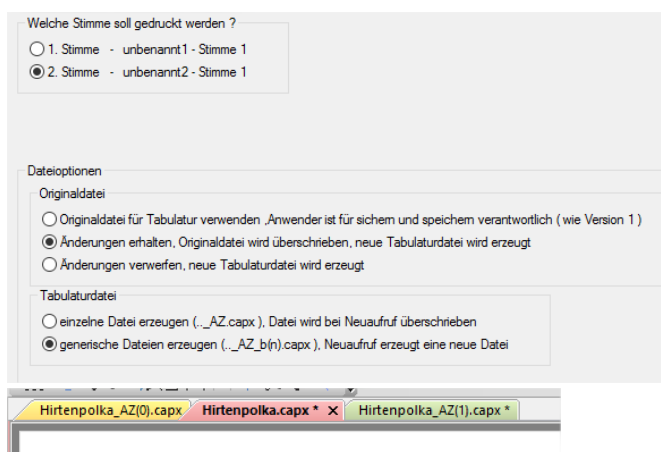 Welche Stimme soll gedruckt werden ?
1. Stimme - unbenannt1 - Stimme 1
2. Stimme - unbenannt2 - Stimme 1
Dateioptionen
Originaldatei
Originaldatei für Tabulatur verwenden ,Anwender ist für sichern und speichern verantwortlich ( wie Version 1 )
Änderungen erhalten, Originaldatei wird überschrieben, neue Tabulaturdatei wird erzeugt
Änderungen verwerfen, neue Tabulaturdatei wird erzeugt
Tabulaturdatei
einzelne Datei erzeugen (.._AZ.capx ), Datei wird bei Neuaufruf überschrieben
generische Dateien erzeugen (.._AZ_b(n).capx ), Neuaufruf erzeugt eine neue Datei
Hirtenpolka_AZ(0).capx Hirtenpolka.capx * X Hirtenpolka_AZ(1).capx *